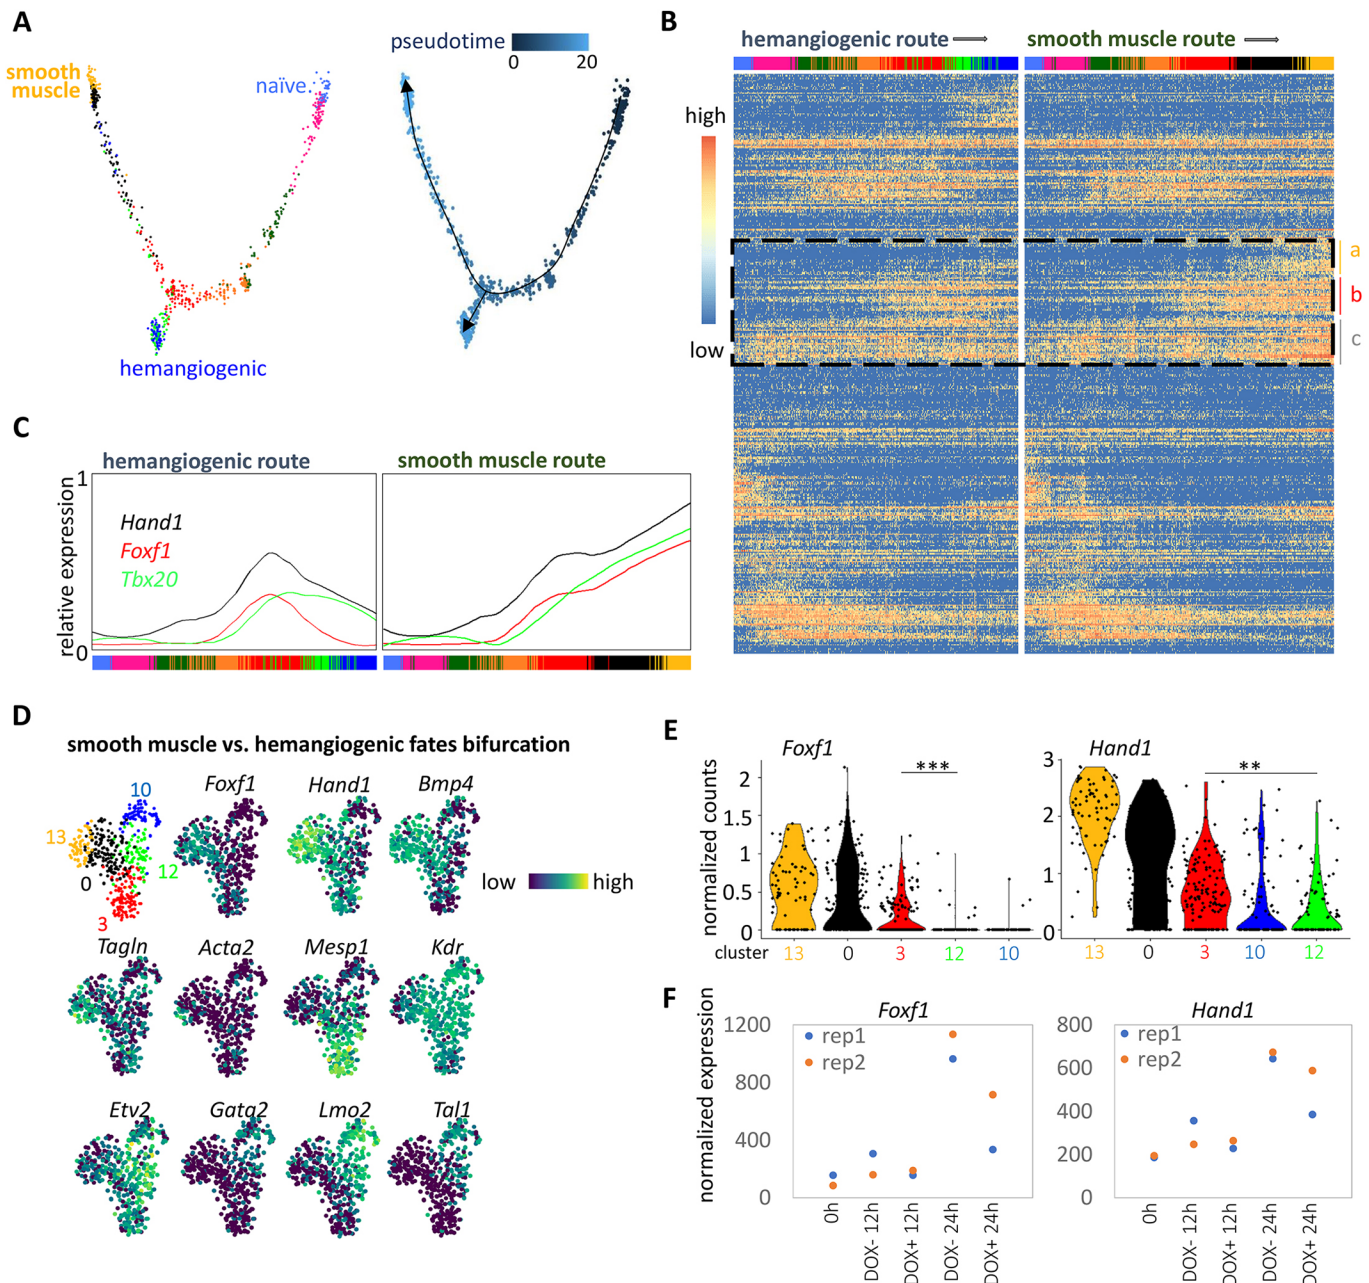 A
smooth
muscle
naïve
hemangiogenic
pseudotime
0
20
B
hemangiogenic route
smooth muscle route
high
low
a
b
c
C
hemangiogenic route
smooth muscle route
relative expression
1
0
Hand1
Foxf1
Tbx20
D
smooth muscle vs. hemangiogenic fates bifurcation
10
13
0
12
3
Foxf1
Hand1
Bmp4
low
high
Tagln
Acta2
Mesp1
Kdr
Etv2
Gata2
Lmo2
Tal1
E
Foxf1
normalized counts
2
1.5
1
0.5
0
***
cluster
13
0
3
12
10
Hand1
3
2
1
0
**
13
0
3
10
12
F
Foxf1
normalized expression
1200
800
400
0
rep1
rep2
0h
DOX- 12h
DOX+ 12h
DOX- 24h
DOX+ 24h
Hand1
800
600
400
200
0
rep1
rep2
0h
DOX- 12h
DOX+ 12h
DOX- 24h
DOX+ 24h